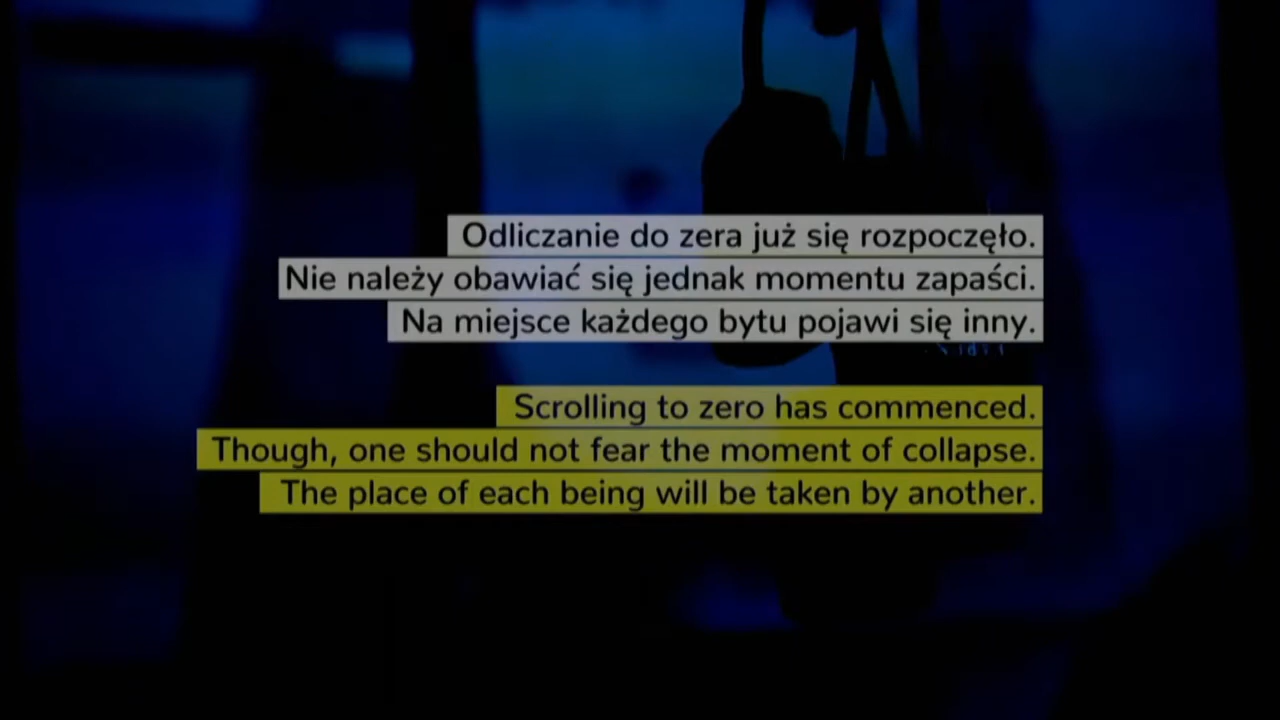 Odliczanie do zera już się rozpoczęło.
Nie należy obawiać się jednak momentu zapaści.
Na miejsce każdego bytu pojawi się inny.
Scrolling to zero has commenced.
Though, one should not fear the moment of collapse.
The place of each being will be taken by another.